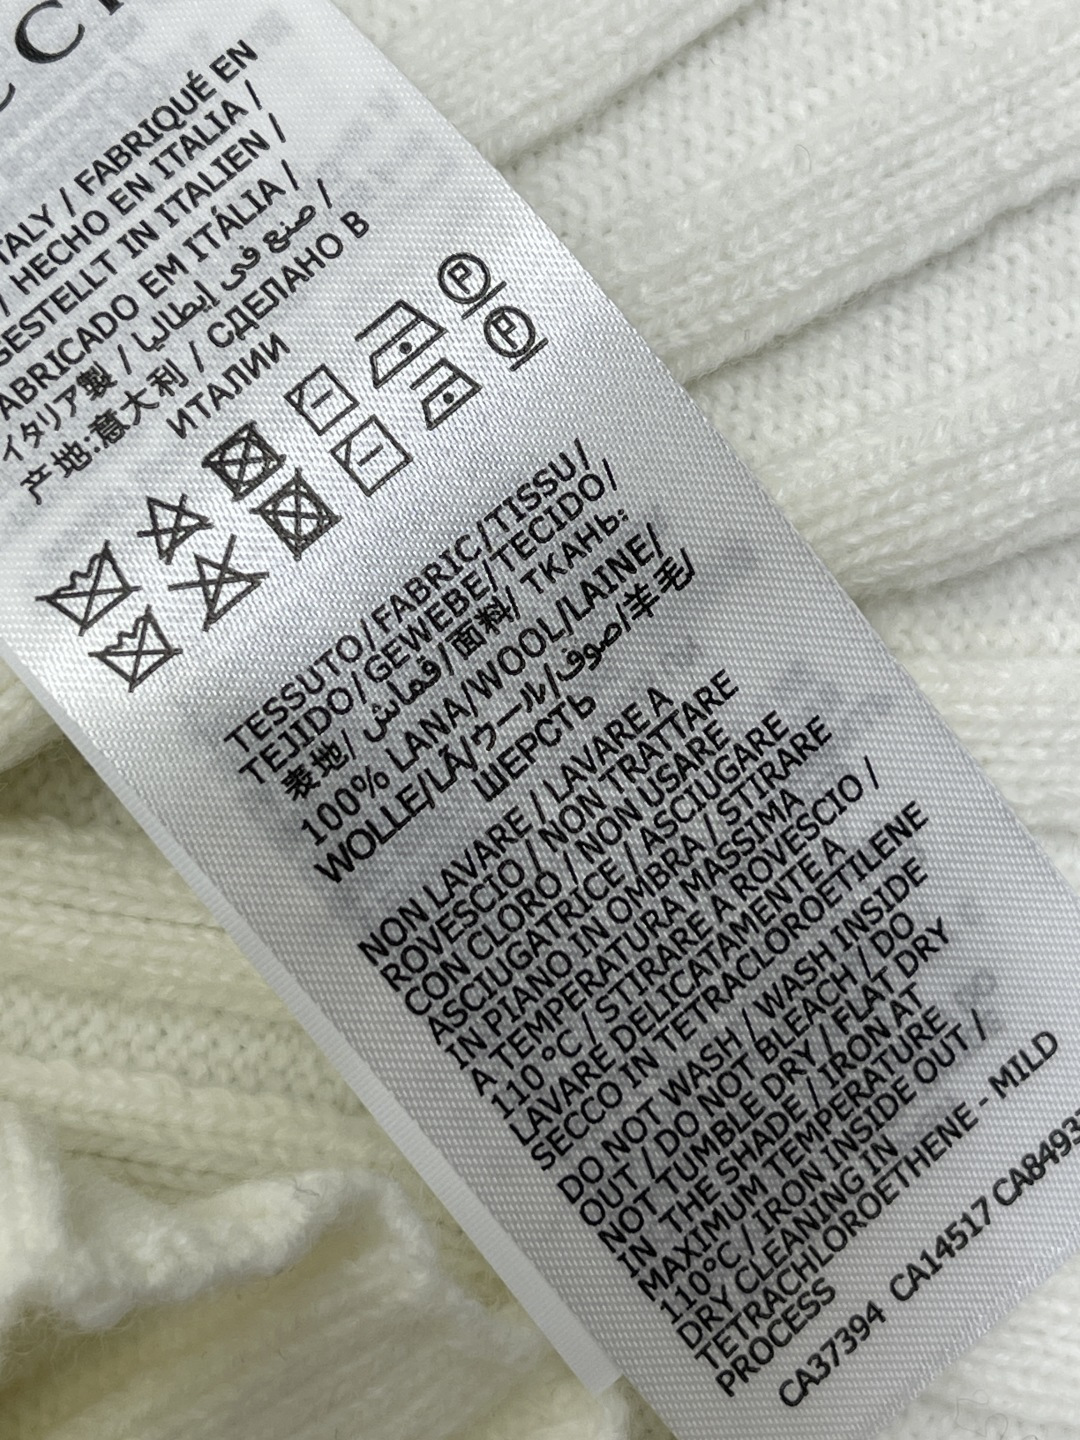 ITALY / FABRIQUÉ EN
/ HECHO EN ITALIA /
GESTELLT IN ITALIEN /
FABRICADO EM ITÁLIA /
イタリア製 / صنع في إيطاليا /
产地:意大利 / СДЕЛАНО В
ИТАЛИИ
P
P
TESSUTO/FABRIC/TISSU/
TEJIDO/GEWEBE/TECIDO/
表地/ قماش/面料/ ТКАНЬ:
100% LANA/WOOL/LAINE/
WOLLE/LÃ/ウール/صوف/羊毛/
ШЕРСТЬ
NON LAVARE / LAVARE A
ROVESCIO / NON TRATTARE
CON CLORO / NON USARE
ASCIUGATRICE / ASCIUGARE
IN PIANO IN OMBRA / STIRARE
A TEMPERATURA MASSIMA
110°C / STIRARE A ROVESCIO /
LAVARE DELICATAMENTE A
SECCO IN TETRACLOROETILENE
DO NOT WASH / WASH INSIDE
OUT / DO NOT BLEACH / DO
NOT TUMBLE DRY / FLAT DRY
IN THE SHADE / IRON AT
MAXIMUM TEMPERATURE
110°C / IRON INSIDE OUT /
DRY CLEANING IN
TETRACHLOROETHENE - MILD
PROCESS
CA37394 CA14517 CA8493